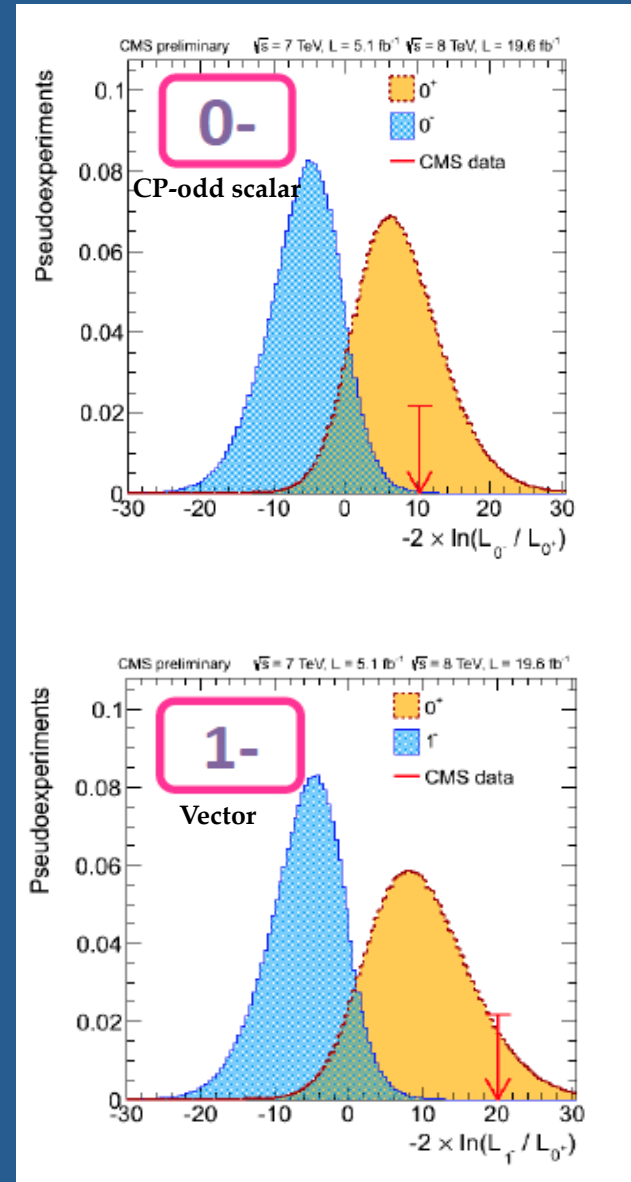 CMS preliminary √s = 7 TeV, L = 5.1 fb⁻¹ √s = 8 TeV, L = 19.6 fb⁻¹
Pseudoexperiments
0-
CP-odd scalar
0⁺
0⁻
CMS data
0.1
0.08
0.06
0.04
0.02
0
-30 -20 -10 0 10 20 30
-2 × ln(L₀⁻ / L₀⁺)
CMS preliminary √s = 7 TeV, L = 5.1 fb⁻¹ √s = 8 TeV, L = 19.6 fb⁻¹
Pseudoexperiments
1-
Vector
0⁺
1⁻
CMS data
0.1
0.08
0.06
0.04
0.02
0
-30 -20 -10 0 10 20 30
-2 × ln(L₁⁻ / L₀⁺)